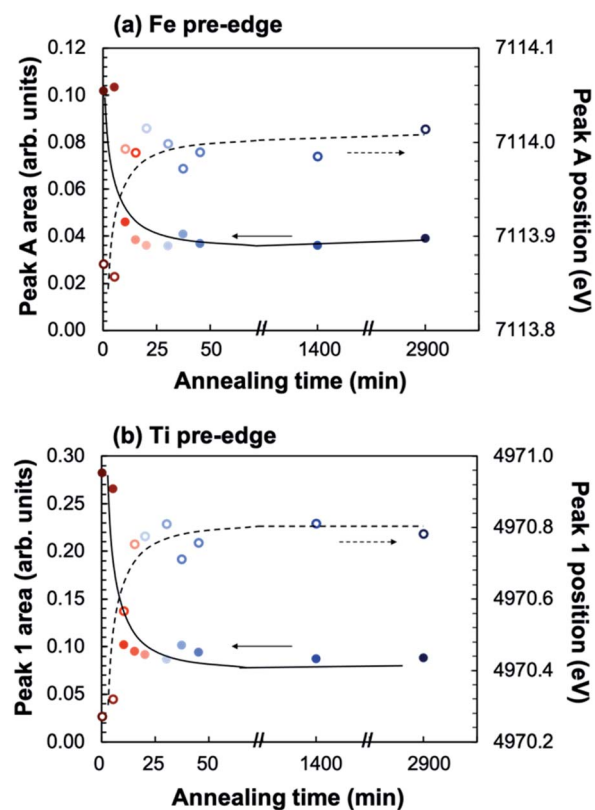 (a) Fe pre-edge
0.12
0.10
0.08
0.06
0.04
0.02
0.00
Peak A area (arb. units)
7114.1
7114.0
7113.9
7113.8
Peak A position (eV)
0 25 50 // 1400 // 2900
Annealing time (min)
(b) Ti pre-edge
0.30
0.25
0.20
0.15
0.10
0.05
0.00
Peak 1 area (arb. units)
4971.0
4970.8
4970.6
4970.4
4970.2
Peak 1 position (eV)
0 25 50 // 1400 // 2900
Annealing time (min)